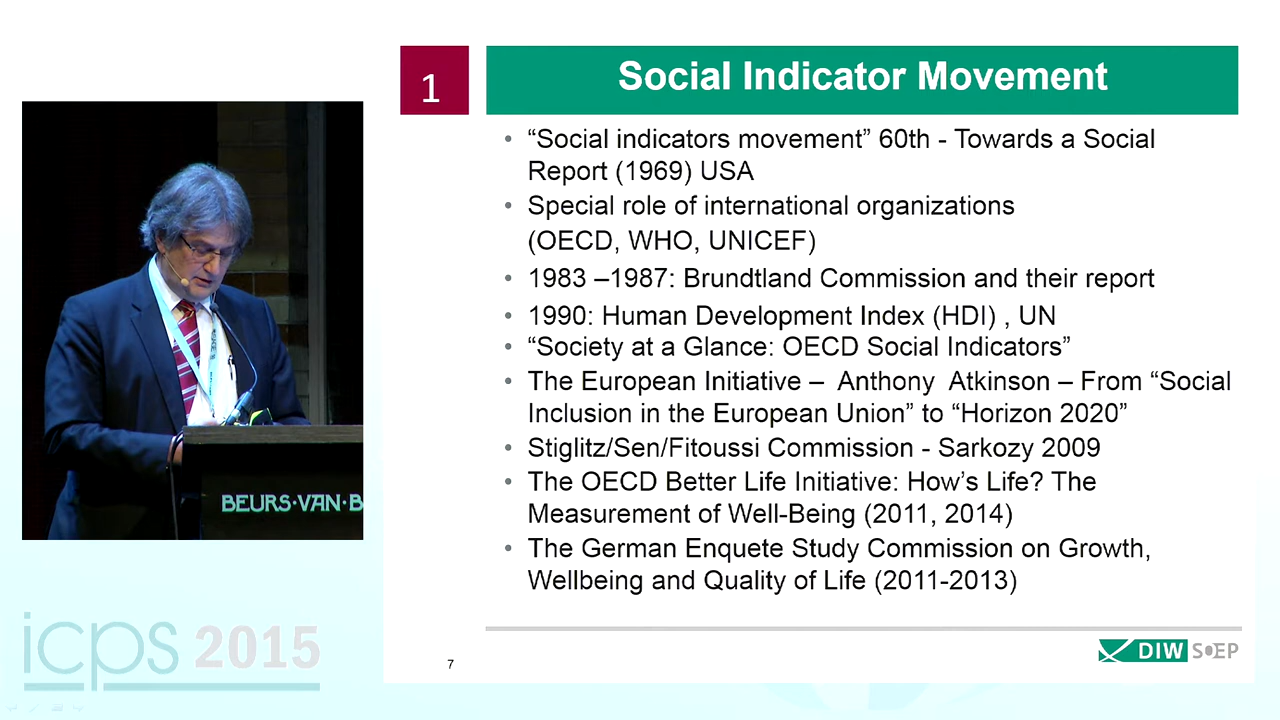 1
Social Indicator Movement
• “Social indicators movement” 60th - Towards a Social
Report (1969) USA
• Special role of international organizations
(OECD, WHO, UNICEF)
• 1983 –1987: Brundtland Commission and their report
• 1990: Human Development Index (HDI) , UN
• “Society at a Glance: OECD Social Indicators”
• The European Initiative – Anthony Atkinson – From “Social
Inclusion in the European Union” to “Horizon 2020”
• Stiglitz/Sen/Fitoussi Commission - Sarkozy 2009
• The OECD Better Life Initiative: How’s Life? The
Measurement of Well-Being (2011, 2014)
• The German Enquete Study Commission on Growth,
Wellbeing and Quality of Life (2011-2013)
BEURS·VAN·B
icps 2015
7
DIW SOEP